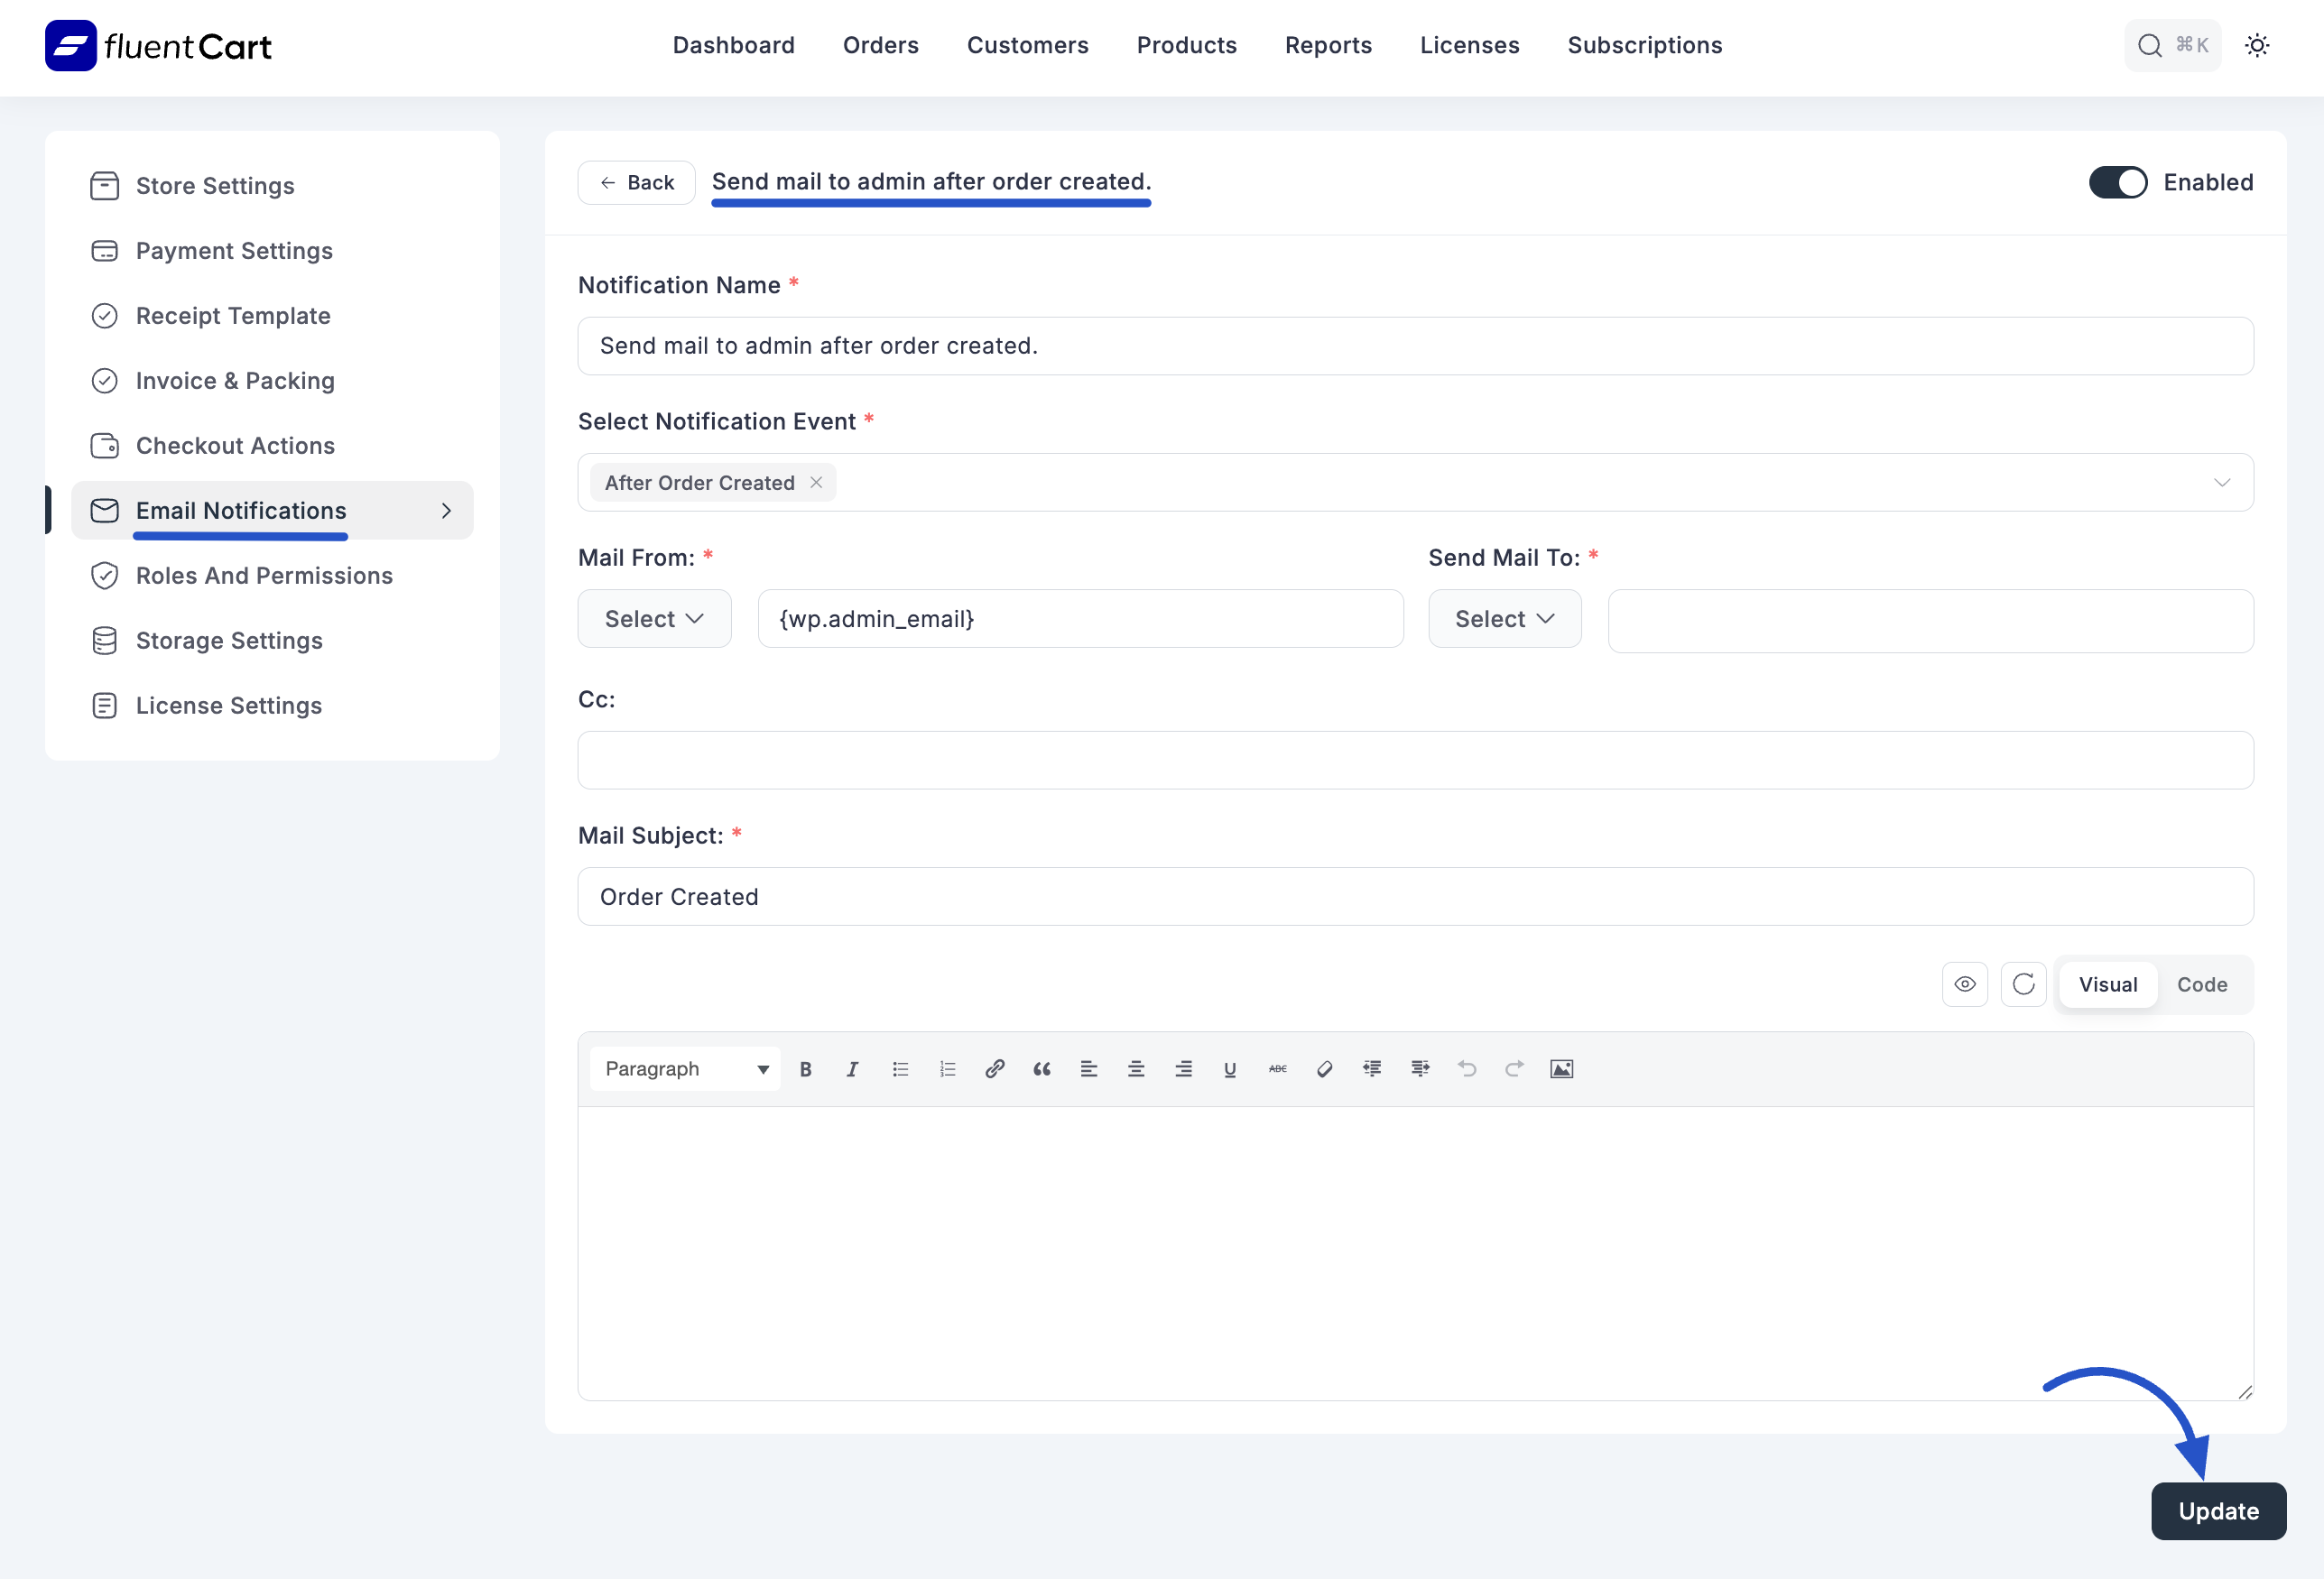 fluentCart
Dashboard Orders Customers Products Reports Licenses Subscriptions
⌘ K
Store Settings
Payment Settings
Receipt Template
Invoice & Packing
Checkout Actions
Email Notifications
Roles And Permissions
Storage Settings
License Settings
← Back Send mail to admin after order created. Enabled
Notification Name *
Send mail to admin after order created.
Select Notification Event *
After Order Created ×
Mail From: * Send Mail To: *
Select {wp.admin_email} Select
Cc:
Mail Subject: *
Order Created
Visual Code
Paragraph B I U ABC
Update